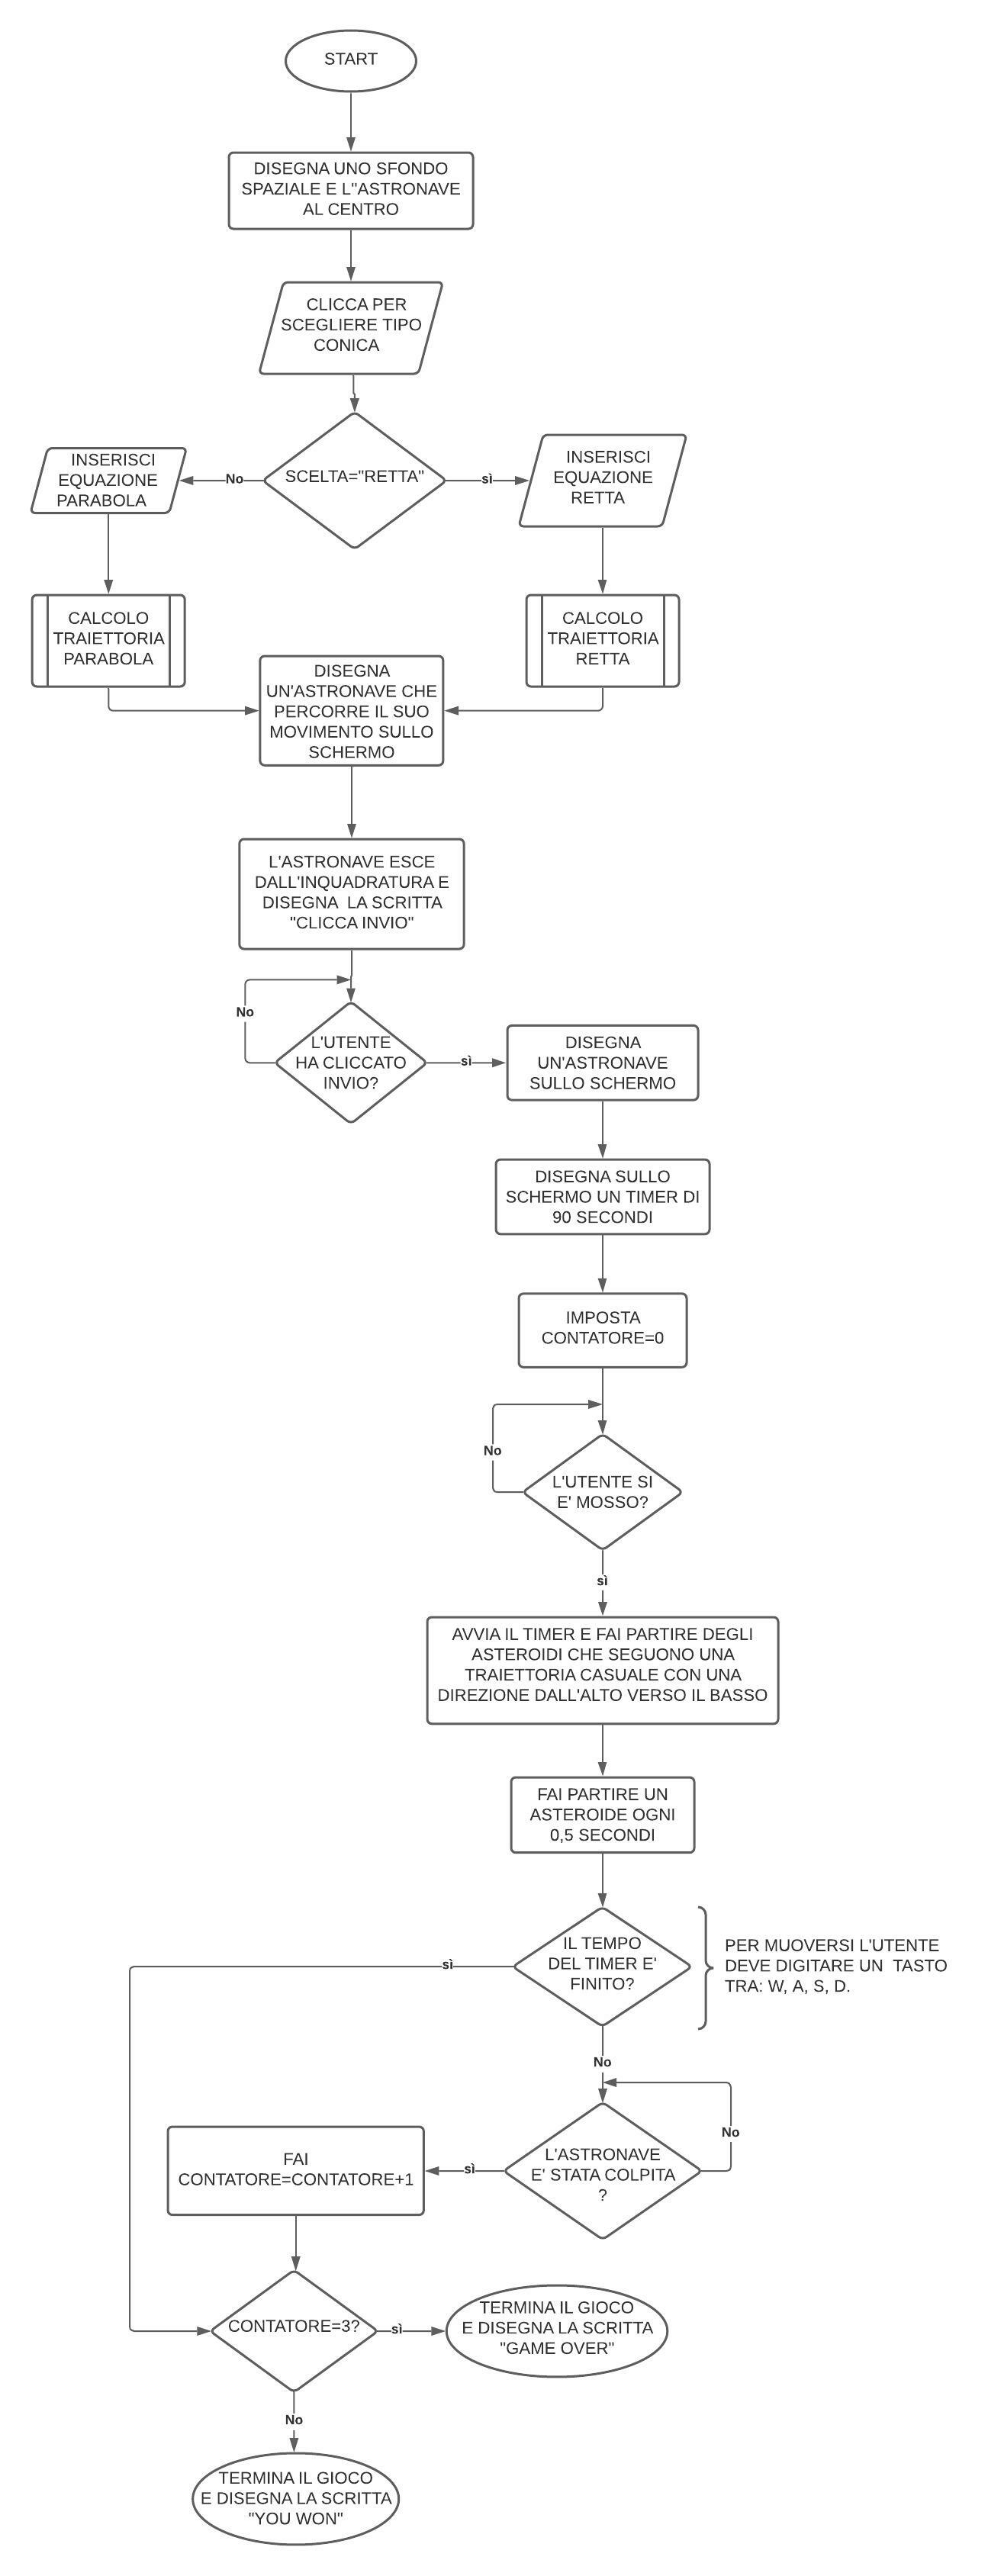 START
DISEGNA UNO SFONDO
SPAZIALE E L"ASTRONAVE
AL CENTRO
CLICCA PER
SCEGLIERE TIPO
CONICA
SCELTA="RETTA"
No
sì
INSERISCI
EQUAZIONE
PARABOLA
INSERISCI
EQUAZIONE
RETTA
CALCOLO
TRAIETTORIA
PARABOLA
CALCOLO
TRAIETTORIA
RETTA
DISEGNA
UN'ASTRONAVE CHE
PERCORRE IL SUO
MOVIMENTO SULLO
SCHERMO
L'ASTRONAVE ESCE
DALL'INQUADRATURA E
DISEGNA  LA SCRITTA
"CLICCA INVIO"
No
L'UTENTE
HA CLICCATO
INVIO?
sì
DISEGNA
UN'ASTRONAVE
SULLO SCHERMO
DISEGNA SULLO
SCHERMO UN TIMER DI
90 SECONDI
IMPOSTA
CONTATORE=0
No
L'UTENTE SI
E' MOSSO?
sì
AVVIA IL TIMER E FAI PARTIRE DEGLI
ASTEROIDI CHE SEGUONO UNA
TRAIETTORIA CASUALE CON UNA
DIREZIONE DALL'ALTO VERSO IL BASSO
FAI PARTIRE UN
ASTEROIDE OGNI
0,5 SECONDI
sì
IL TEMPO
DEL TIMER E'
FINITO?
PER MUOVERSI L'UTENTE
DEVE DIGITARE UN  TASTO
TRA: W, A, S, D.
No
No
L'ASTRONAVE
E' STATA COLPITA
?
sì
FAI
CONTATORE=CONTATORE+1
CONTATORE=3?
sì
TERMINA IL GIOCO
E DISEGNA LA SCRITTA
"GAME OVER"
No
TERMINA IL GIOCO
E DISEGNA LA SCRITTA
"YOU WON"